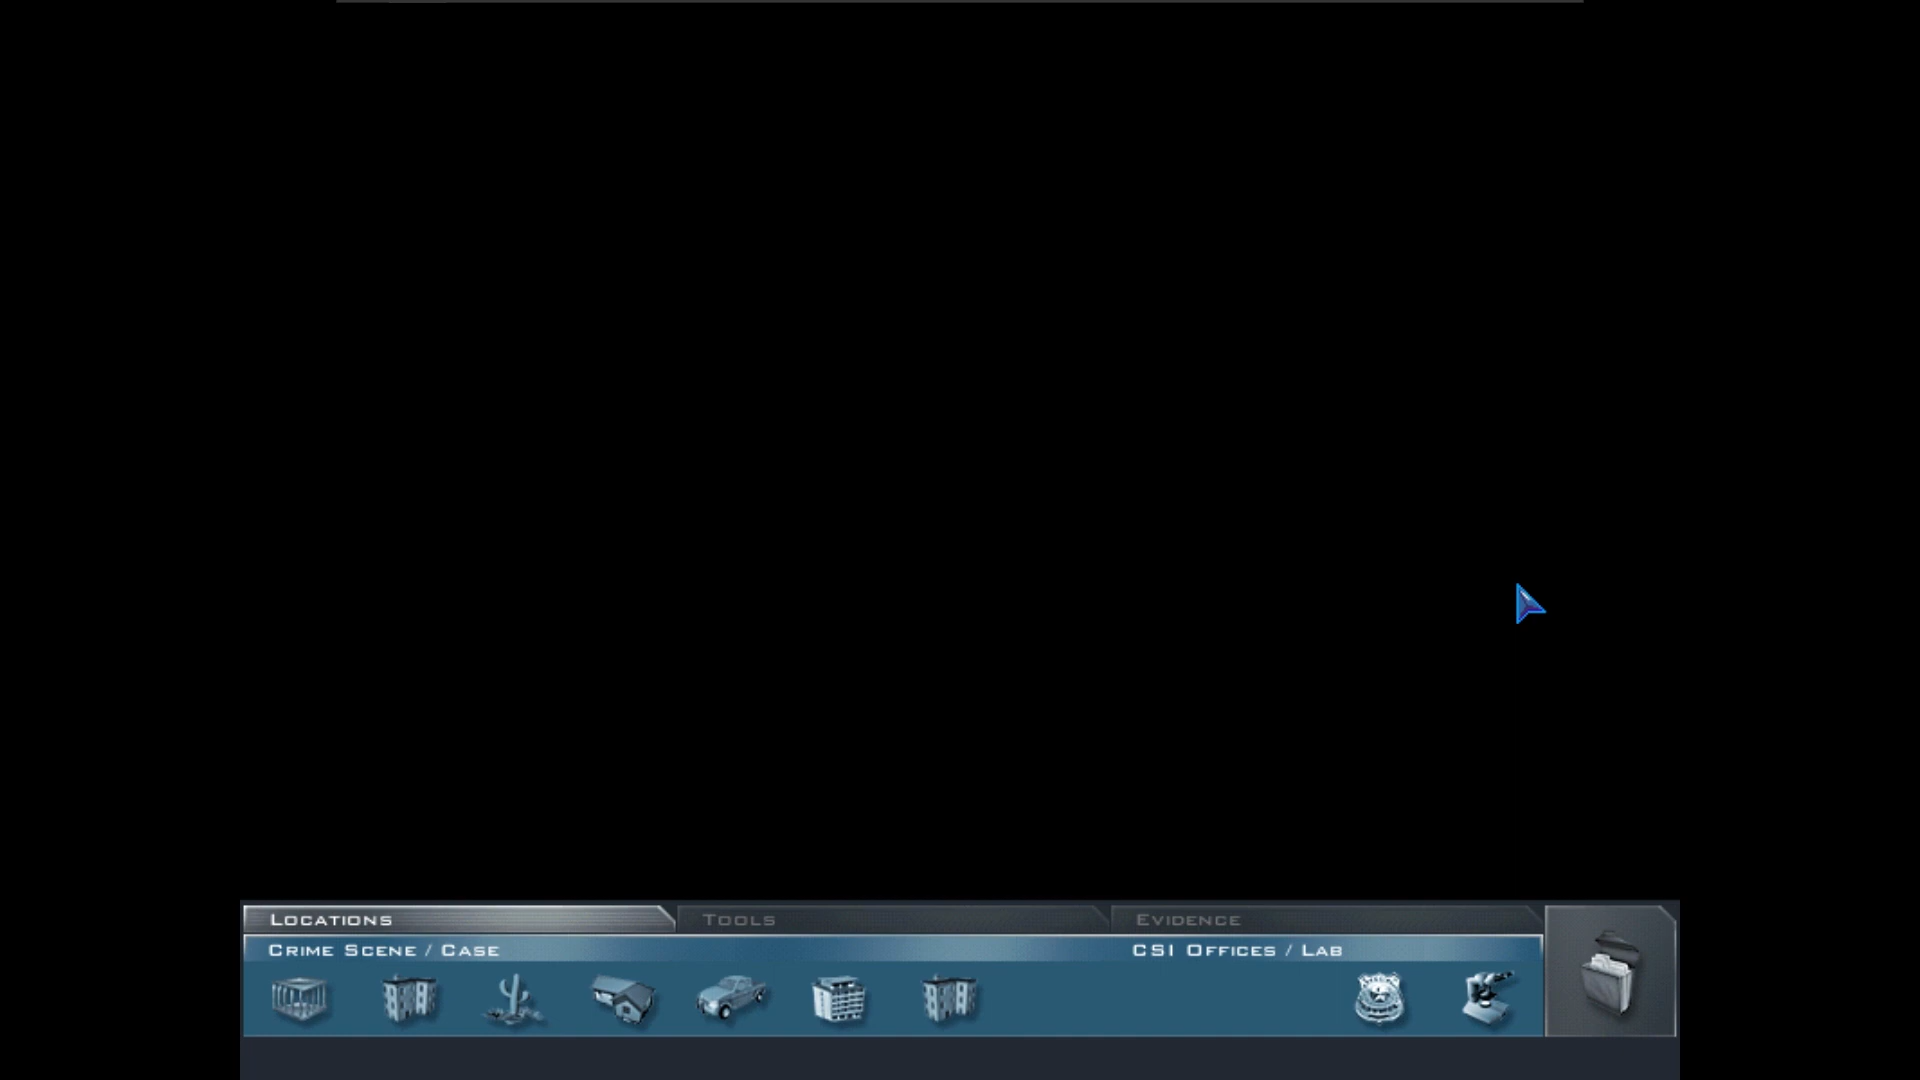 LOCATIONS
TOOLS
EVIDENCE
CRIME SCENE / CASE
CSI OFFICES / LAB